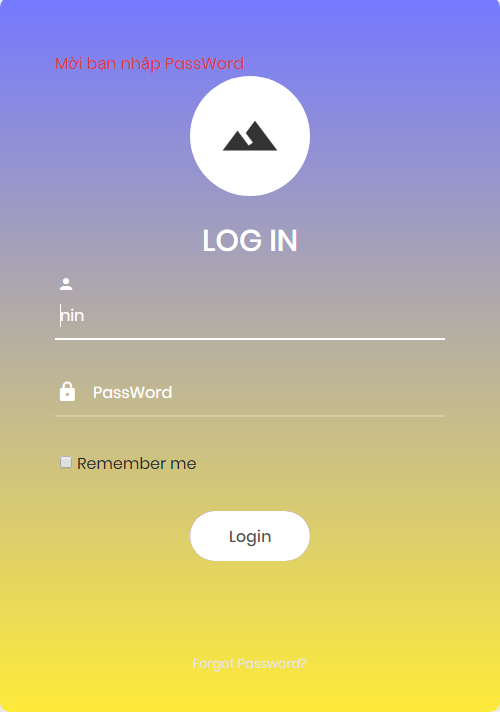 Mời bạn nhập PassWord
LOG IN
nin
PassWord
Remember me
Login
Forgot Password?